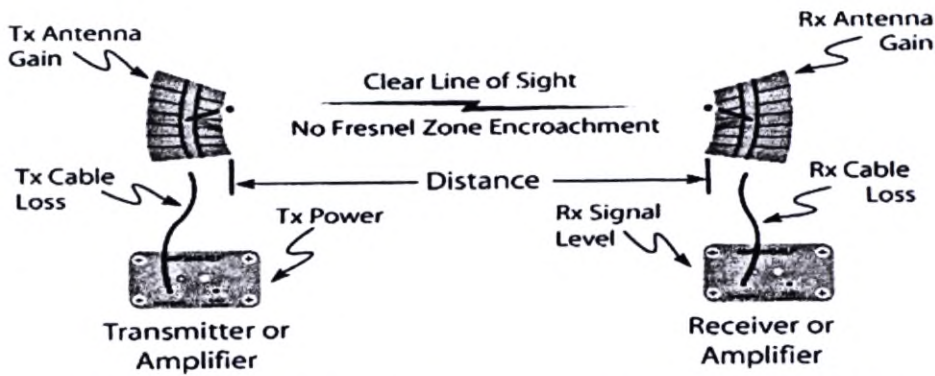 Tx Antenna
Gain
Rx Antenna
Gain
Clear Line of Sight
No Fresnel Zone Encroachment
Tx Cable
Loss
Distance
Rx Cable
Loss
Tx Power
Rx Signal
Level
Transmitter or
Amplifier
Receiver or
Amplifier